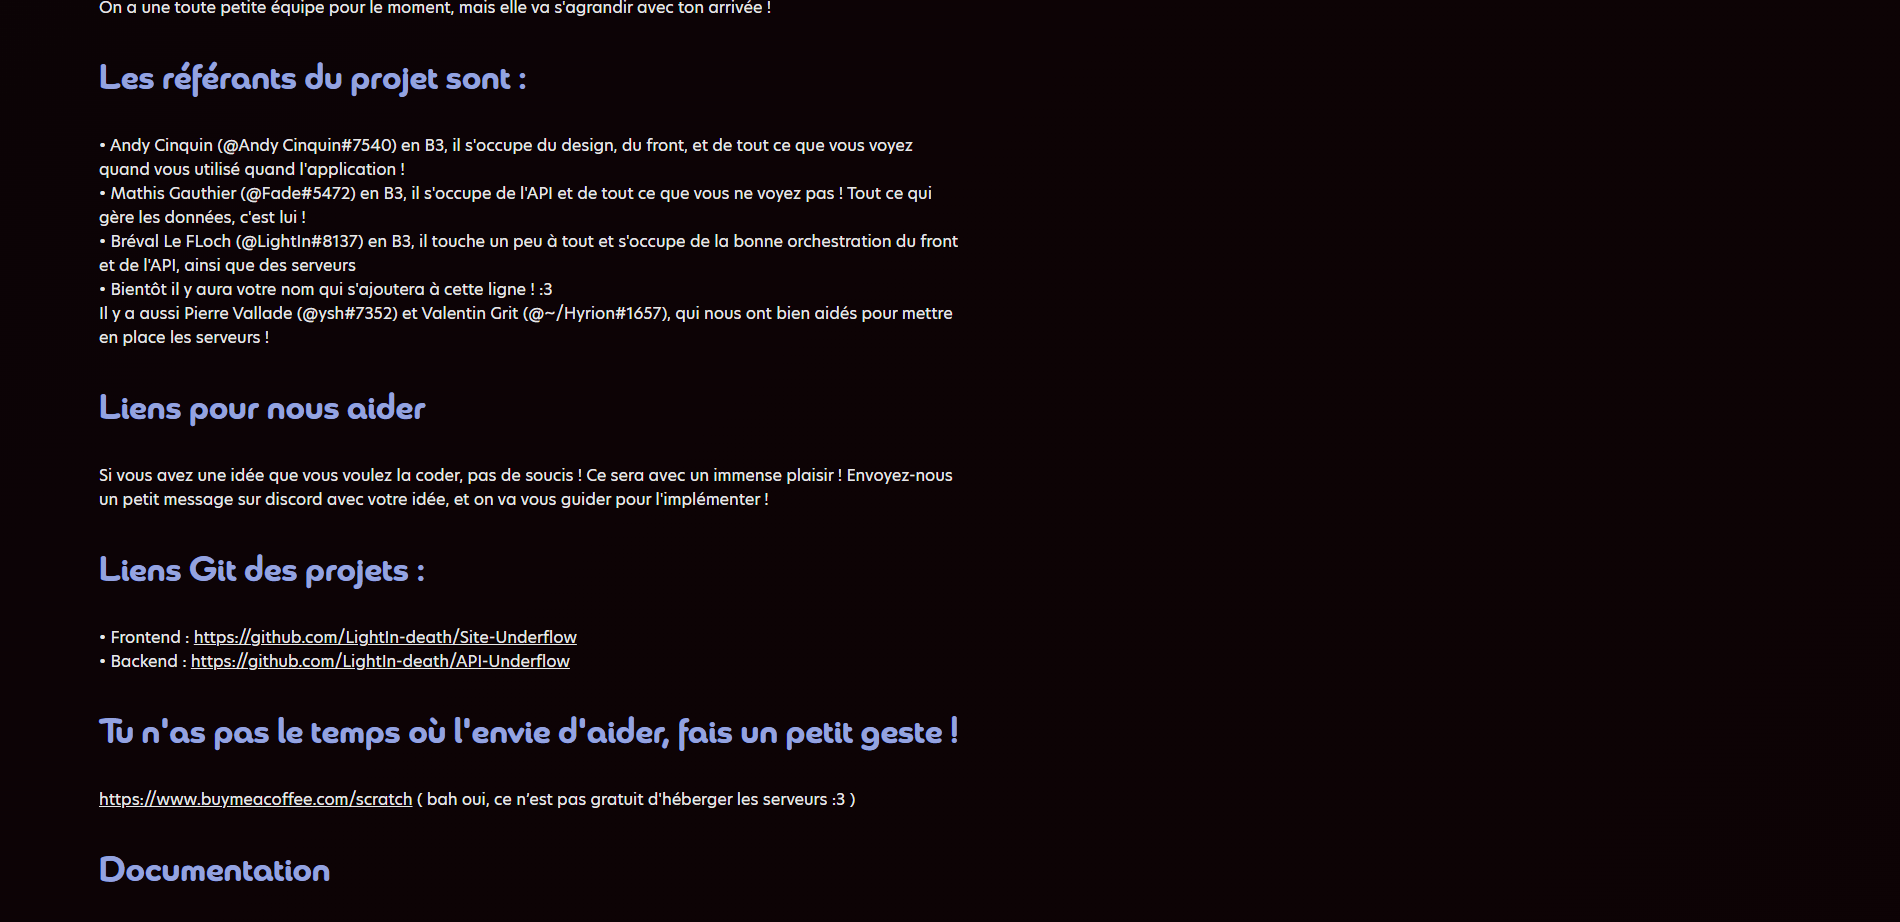 On a une toute petite équipe pour le moment, mais elle va s'agrandir avec ton arrivée !
Les référants du projet sont :
• Andy Cinquin (@Andy Cinquin#7540) en B3, il s'occupe du design, du front, et de tout ce que vous voyez
quand vous utilisé quand l'application !
• Mathis Gauthier (@Fade#5472) en B3, il s'occupe de l'API et de tout ce que vous ne voyez pas ! Tout ce qui
gère les données, c'est lui !
• Bréval Le FLoch (@LightIn#8137) en B3, il touche un peu à tout et s'occupe de la bonne orchestration du front
et de l'API, ainsi que des serveurs
• Bientôt il y aura votre nom qui s'ajoutera à cette ligne ! :3
Il y a aussi Pierre Vallade (@ysh#7352) et Valentin Grit (@~/Hyrion#1657), qui nous ont bien aidés pour mettre
en place les serveurs !
Liens pour nous aider
Si vous avez une idée que vous voulez la coder, pas de soucis ! Ce sera avec un immense plaisir ! Envoyez-nous
un petit message sur discord avec votre idée, et on va vous guider pour l'implémenter !
Liens Git des projets :
• Frontend : https://github.com/LightIn-death/Site-Underflow
• Backend : https://github.com/LightIn-death/API-Underflow
Tu n'as pas le temps où l'envie d'aider, fais un petit geste !
https://www.buymeacoffee.com/scratch ( bah oui, ce n’est pas gratuit d'héberger les serveurs :3 )
Documentation